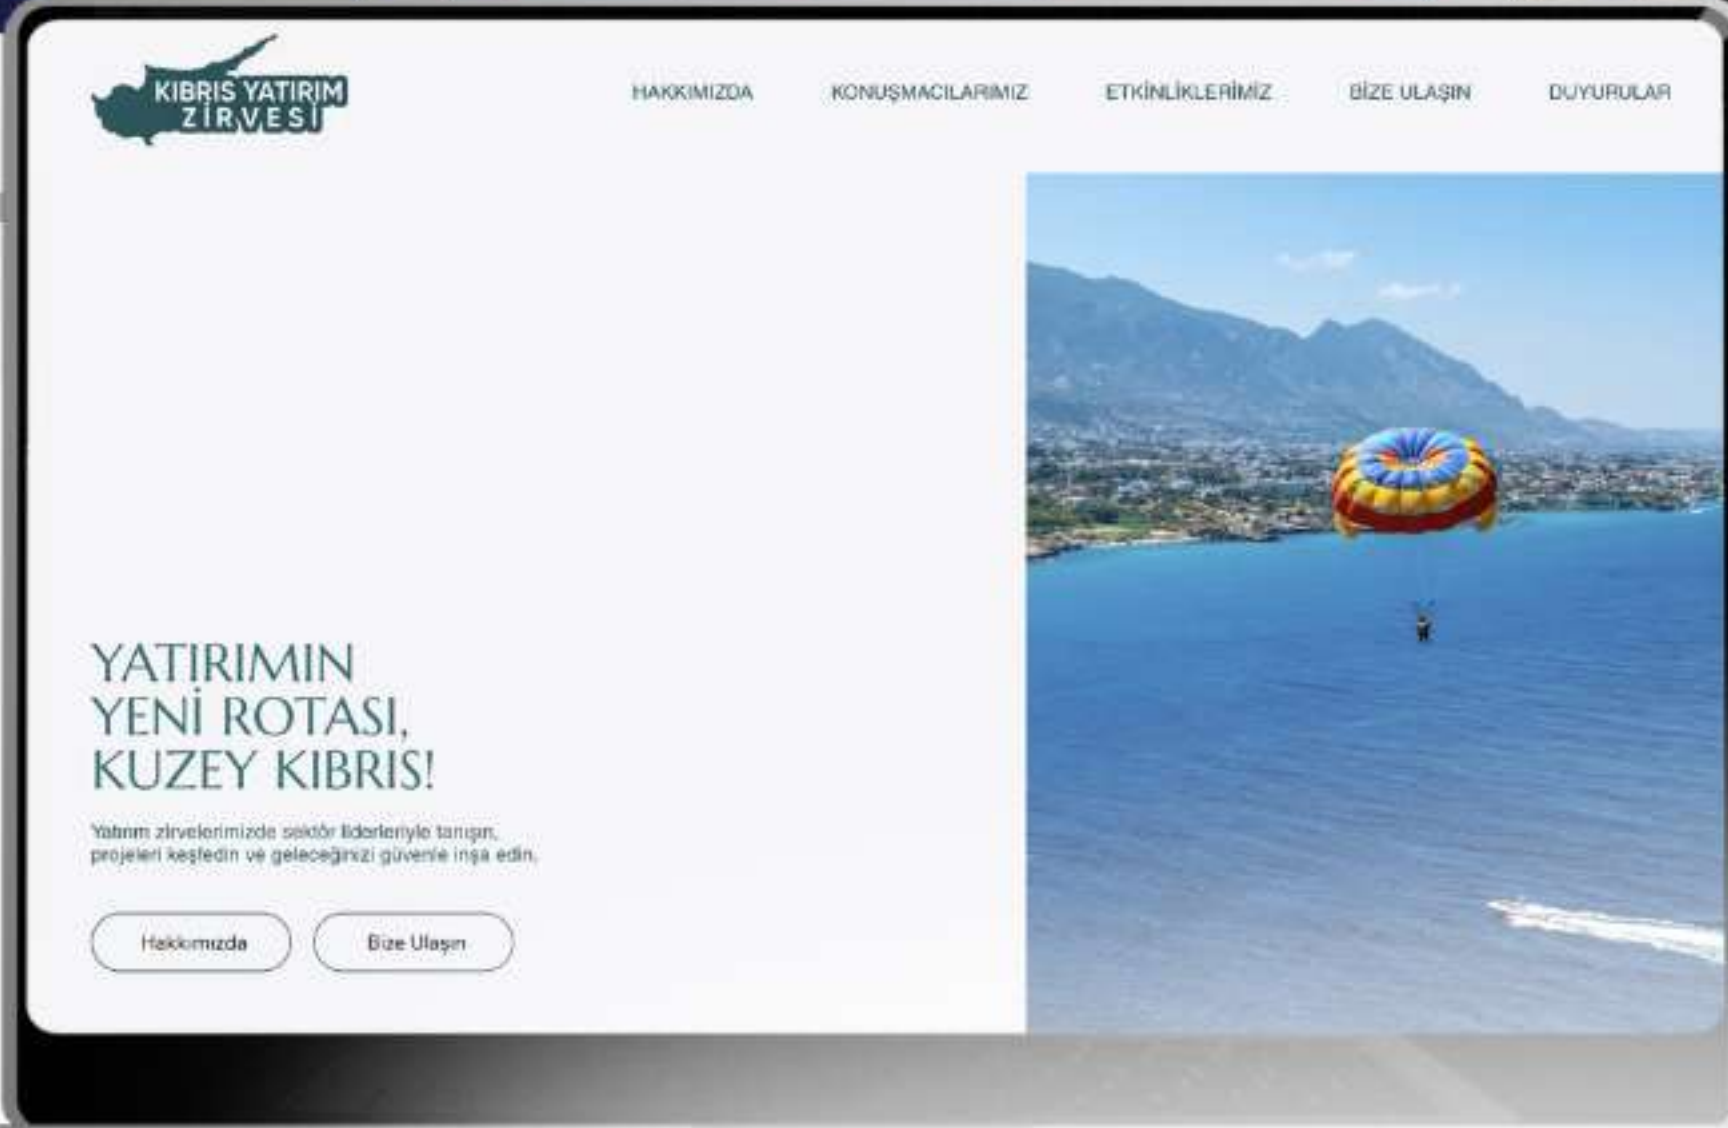 KIBRIS YATIRIM
ZİRVESİ
HAKKIMIZDA
KONUŞMACILARIMIZ
ETKİNLİKLERİMİZ
BİZE ULAŞIN
DUYURULAR
YATIRIMIN
YENİ ROTASI,
KUZEY KIBRIS!
Yatırım zirvelerimizde sektör liderleriyle tanışın,
projeleri keşfedin ve geleceğinizi güvenle inşa edin.
Hakkımızda
Bize Ulaşın